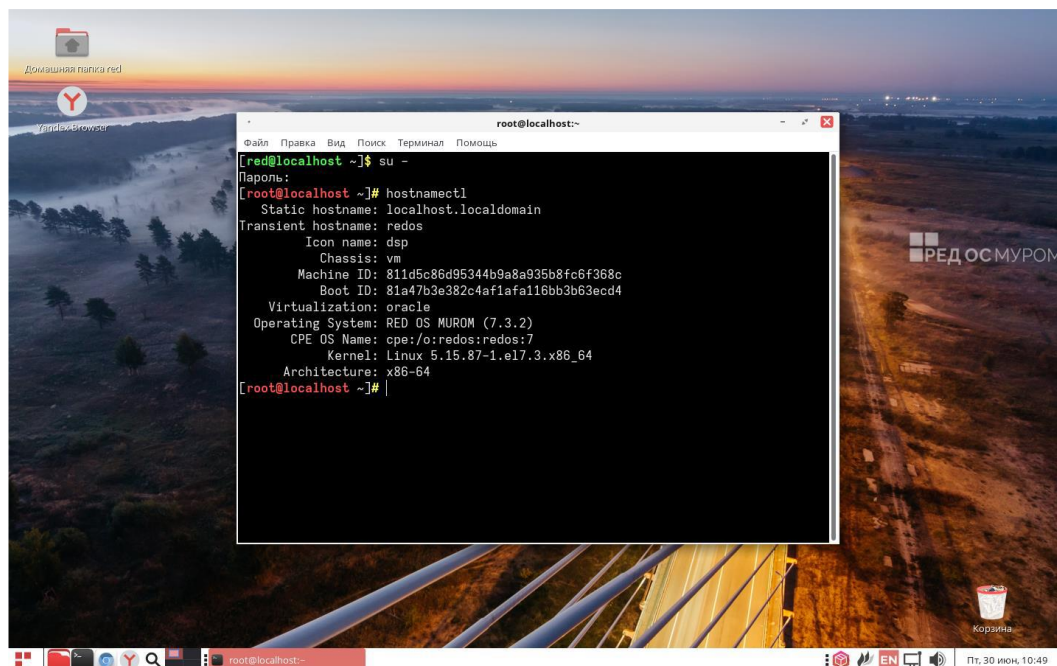 Домашняя папка red
Yandex Browser
root@localhost:~
Файл Правка Вид Поиск Терминал Помощь
[red@localhost ~]$ su -
Пароль:
[root@localhost ~]# hostnamectl
Static hostname: localhost.localdomain
Transient hostname: redos
Icon name: dsp
Chassis: vm
Machine ID: 811d5c86d95344b9a8a935b8fc6f368c
Boot ID: 81a47b3e382c4af1afa116bb3b63ecd4
Virtualization: oracle
Operating System: RED OS MUROM (7.3.2)
CPE OS Name: cpe:/o:redos:redos:7
Kernel: Linux 5.15.87-1.el7.3.x86_64
Architecture: x86-64
[root@localhost ~]#
РЕД ОС МУРОМ
Корзина
root@localhost:~
EN
Пт, 30 июн, 10:49